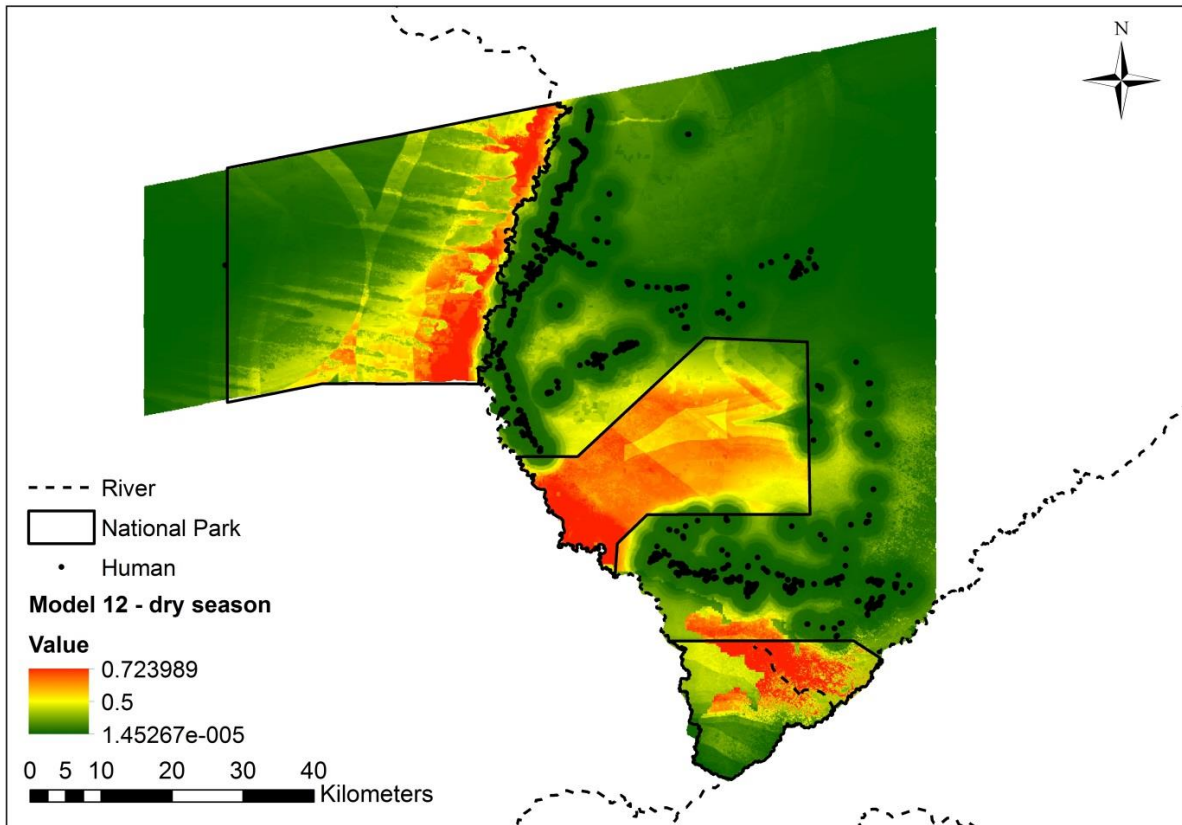 N
River
National Park
Human
Model 12 - dry season
Value
0.723989
0.5
1.45267e-005
0 5 10 20 30 40
Kilometers